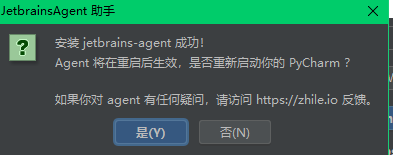 JetbrainsAgent 助手
安装 jetbrains-agent 成功!
Agent 将在重启后生效，是否重新启动你的 PyCharm ？
如果你对 agent 有任何疑问，请访问 https://zhile.io 反馈。
是(Y)
否(N)